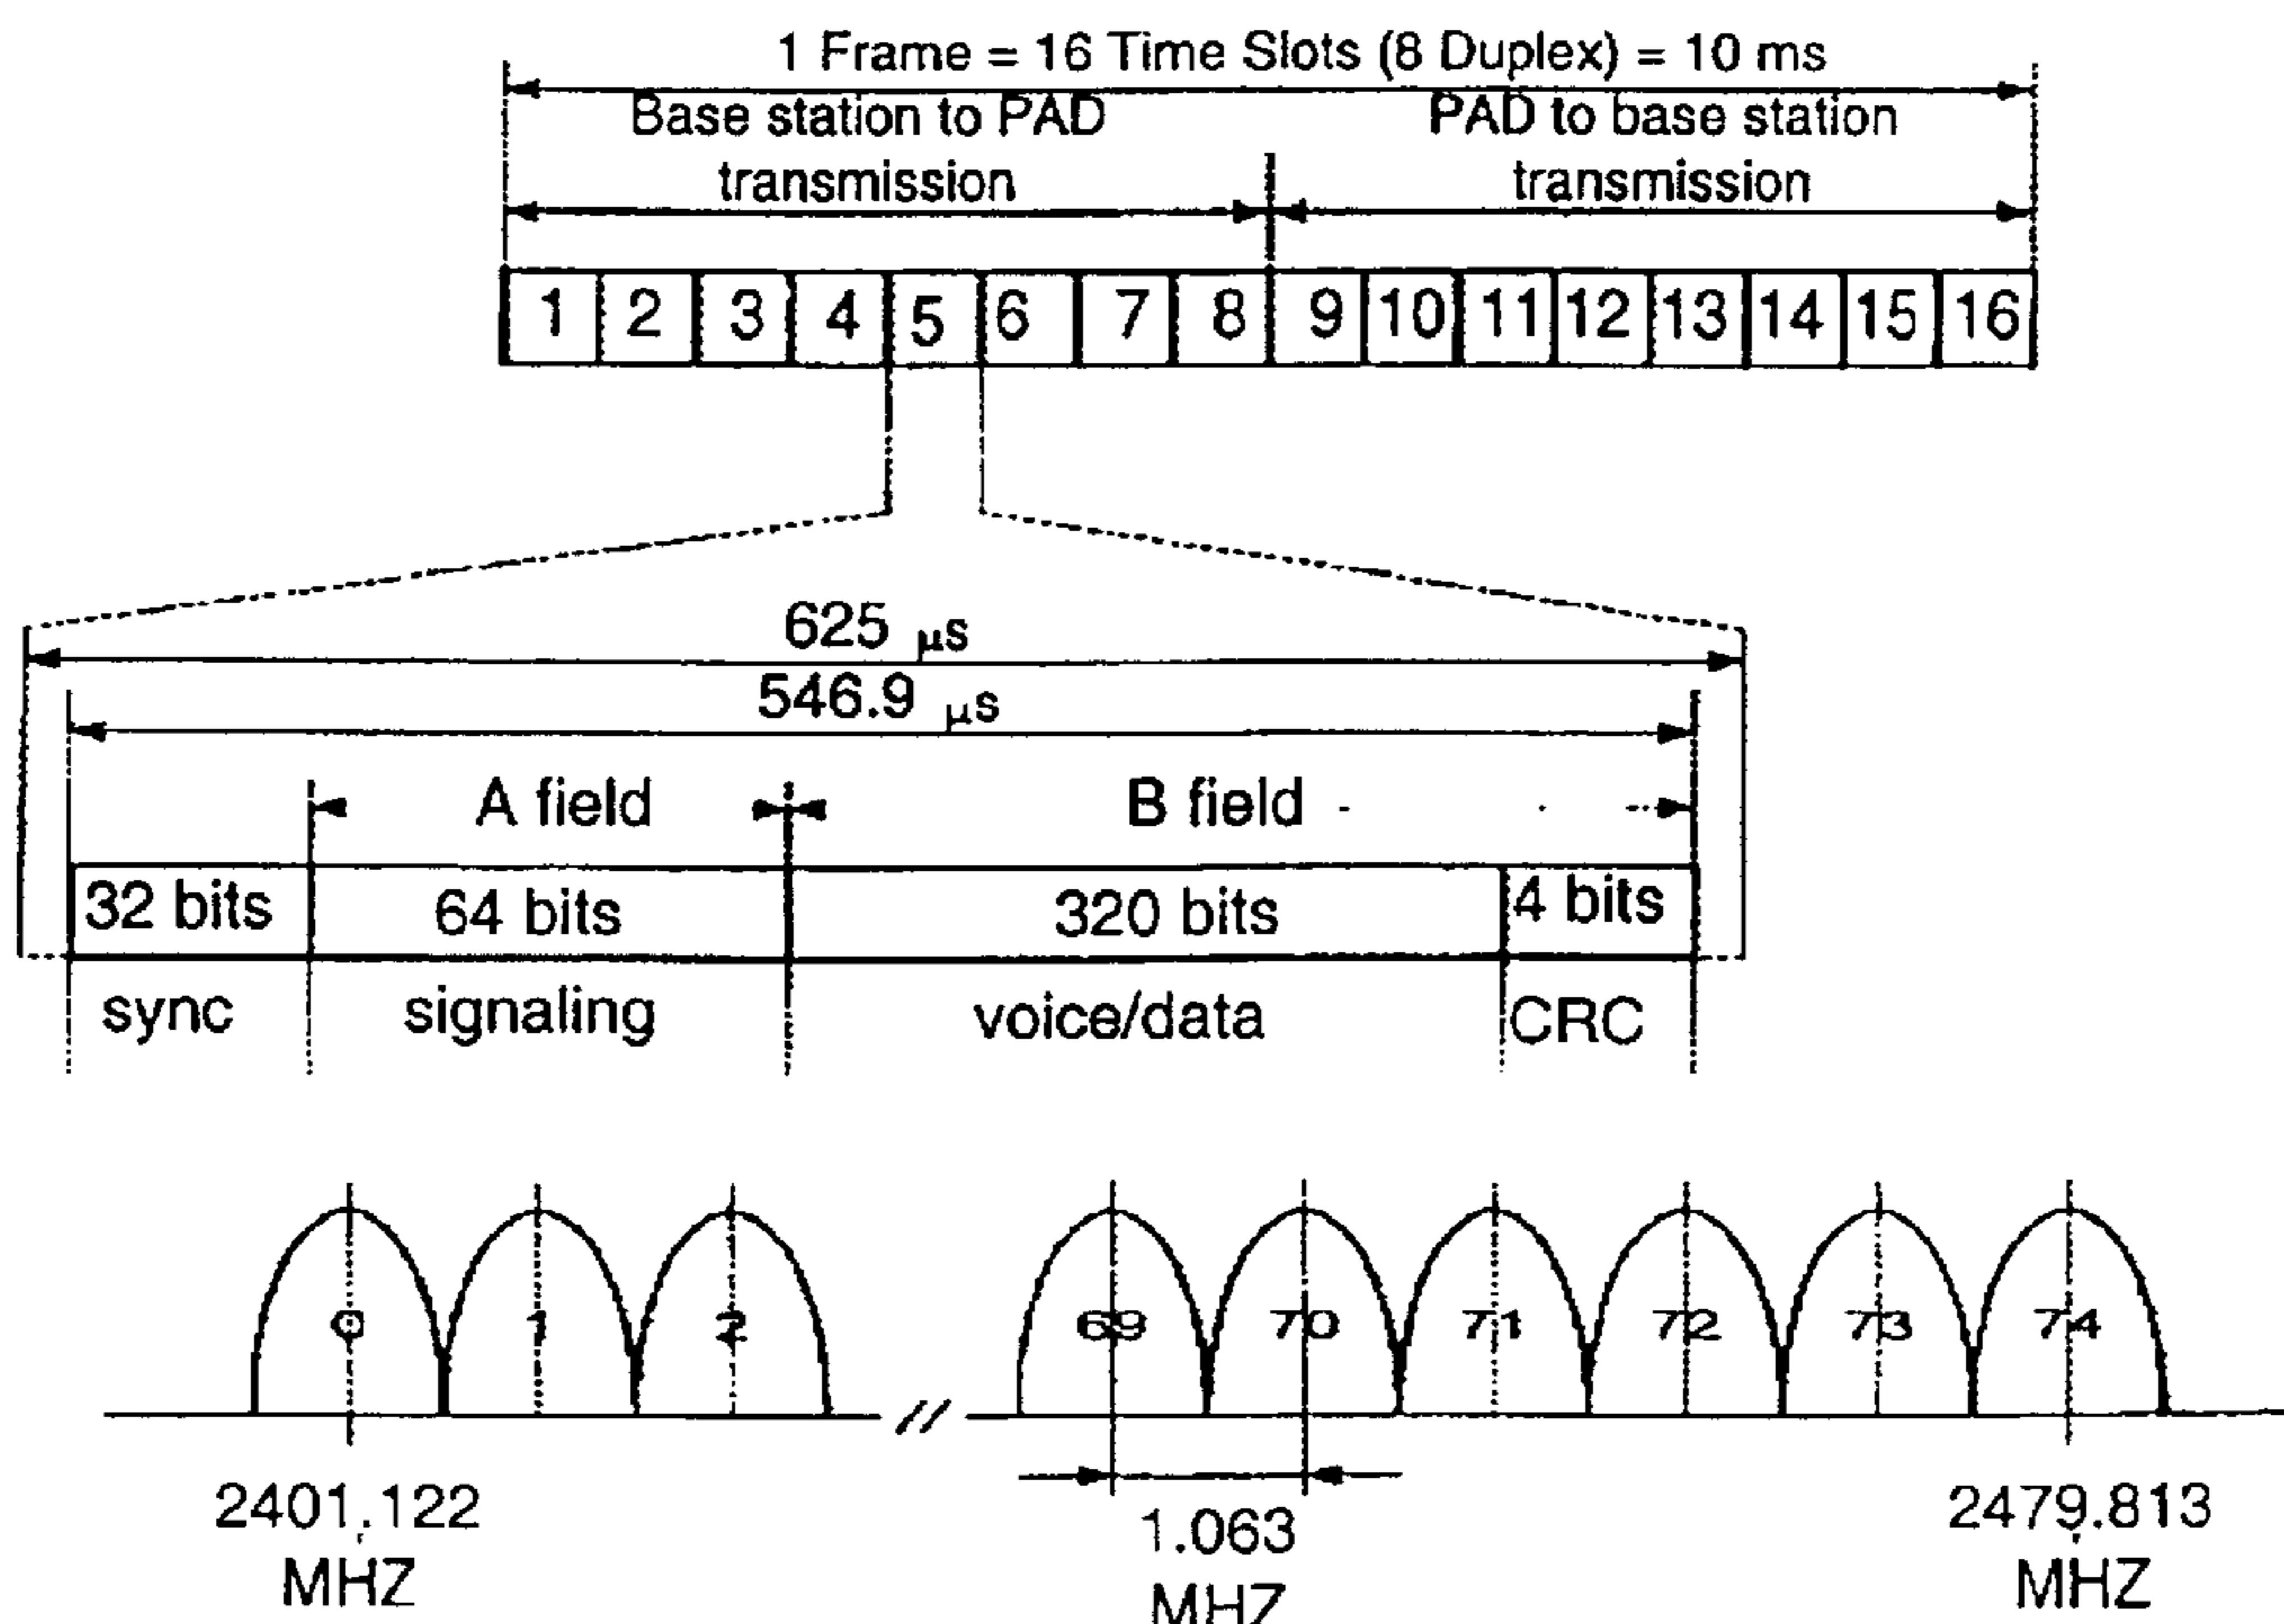 1 Frame = 16 Time Slots (8 Duplex) = 10 ms
Base station to PAD transmission
PAD to base station transmission
1 2 3 4 5 6 7 8 9 10 11 12 13 14 15 16
625 µs
546.9 µs
A field B field
32 bits 64 bits 320 bits 4 bits
sync signaling voice/data CRC
0 1 2 69 70 71 72 73 74
2401.122 MHZ
1.063 MHZ
2479.813 MHZ